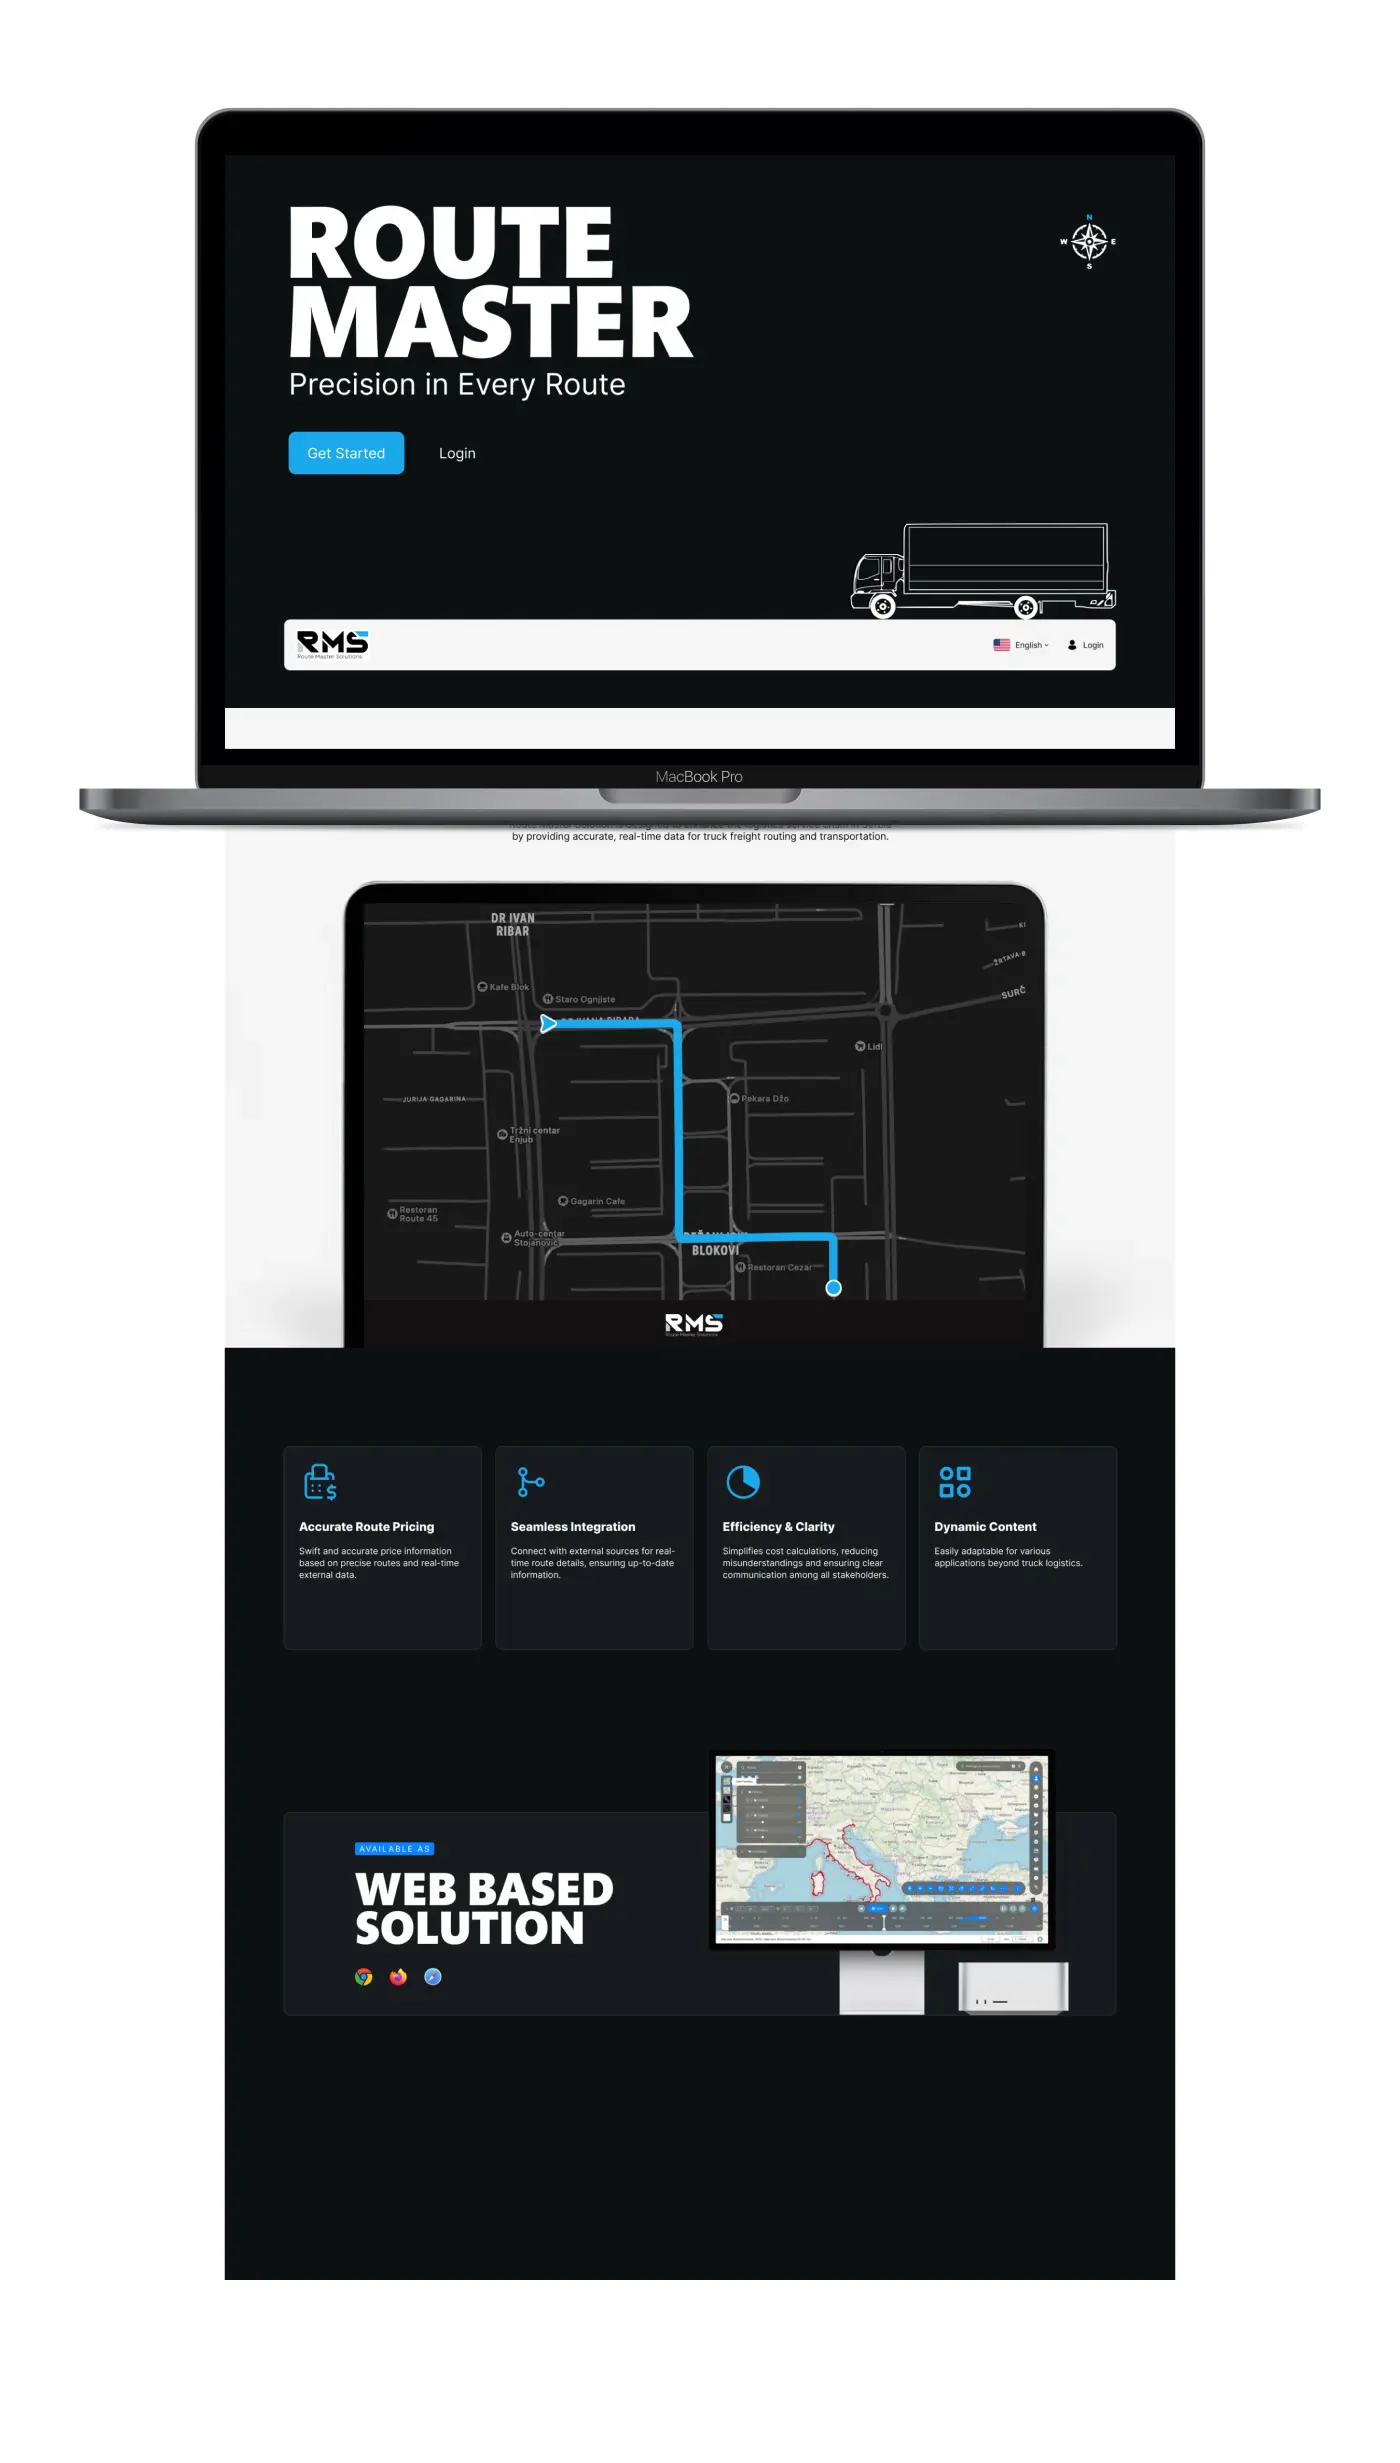 ROUTE
MASTER
Precision in Every Route
N
W
E
S
Get Started
Login
RMS
Route Master Solutions
English
Login
MacBook Pro
by providing accurate, real-time data for truck freight routing and transportation.
DR IVAN
RIBAR
Kafe Blok
Staro Ognjište
ŽRTAVA
SURČ
Lidl
JURIJA GAGARINA
Pekara Džo
Tržni centar
Enjub
Gagarin Cafe
Restoran
Route 45
Auto-centar
Stojanović
BLOKOVI
Restoran Cezar
RMS
Route Master Solutions
Accurate Route Pricing
Swift and accurate price information
based on precise routes and real-time
external data.
Seamless Integration
Connect with external sources for real-
time route details, ensuring up-to-date
information.
Efficiency & Clarity
Simplifies cost calculations, reducing
misunderstandings and ensuring clear
communication among all stakeholders.
Dynamic Content
Easily adaptable for various
applications beyond truck logistics.
AVAILABLE AS
WEB BASED
SOLUTION